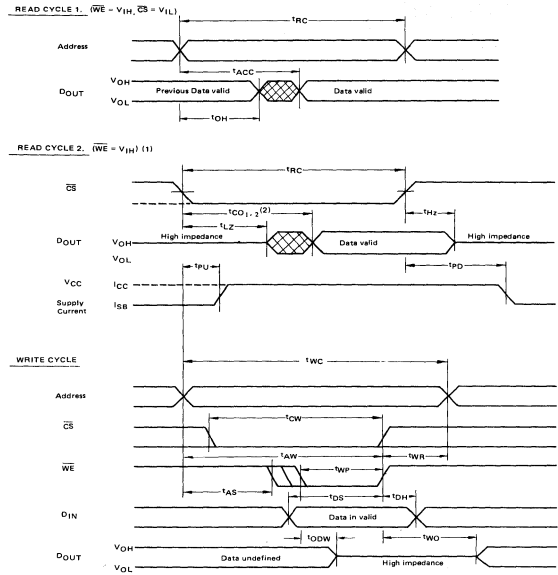 READ CYCLE 1. (WE - VIH, CS = VIL)
tRC
Address
tACC
DOUT VOH Previous Data valid Data valid
VOL
tOH
READ CYCLE 2. (WE = VIH) (1)
tRC
CS
tCO1-2(2) tHz
tLZ
DOUT VOH High impedance Data valid High impedance
VOL
tPU tPD
VCC ICC
Supply Current ISB
WRITE CYCLE
tWC
Address
tCW
CS
tAW tWR
WE tWP
tAS tDS tDH
DIN Data in valid
tODW tWO
DOUT VOH Data undefined High impedance
VOL